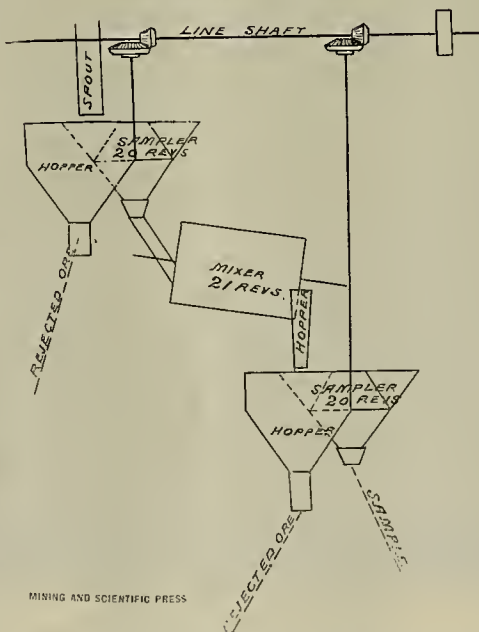 LINE SHAFT
SPOUT
SAMPLER
20 REVS
HOPPER
REJECTED ORE
MIXER
21 REVS.
HOPPER
SAMPLER
20 REVS
HOPPER
REJECTED ORE
SAMPLE
MINING AND SCIENTIFIC PRESS